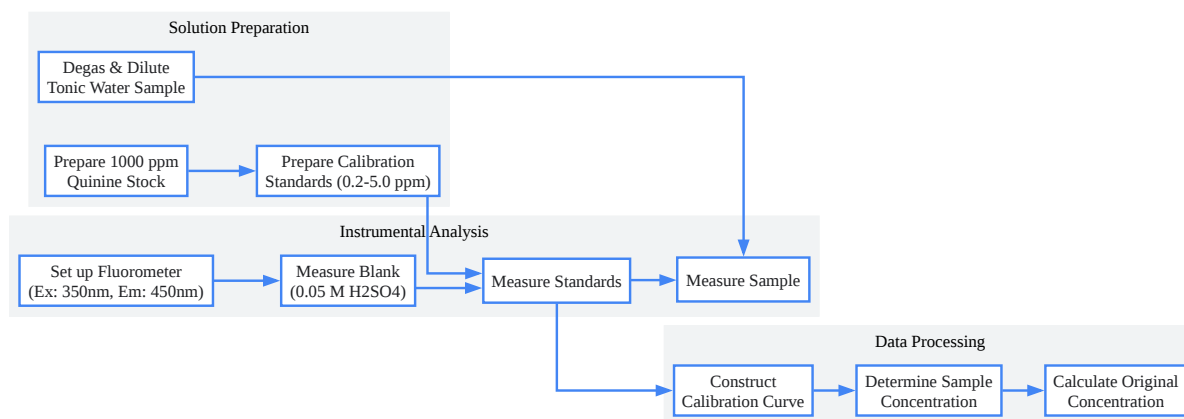 Solution Preparation
Degas & Dilute
Tonic Water Sample
Prepare 1000 ppm
Quinine Stock
Prepare Calibration
Standards (0.2-5.0 ppm)
Instrumental Analysis
Set up Fluorometer
(Ex: 350nm, Em: 450nm)
Measure Blank
(0.05 M H2SO4)
Measure Standards
Measure Sample
Data Processing
Construct
Calibration Curve
Determine Sample
Concentration
Calculate Original
Concentration